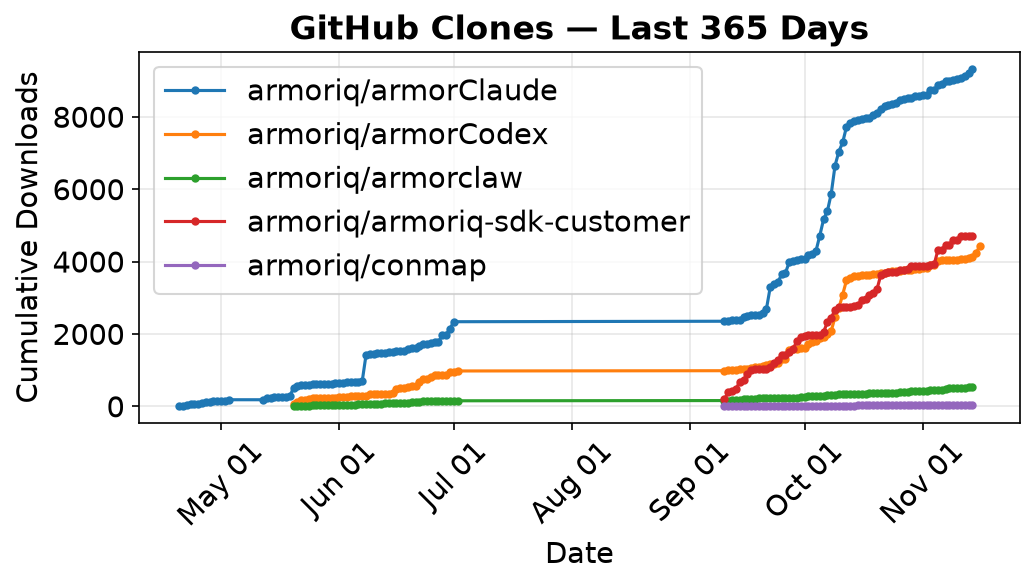 GitHub Clones — Last 365 Days
Cumulative Downloads
8000
6000
4000
2000
0
armoriq/armorClaude
armoriq/armorCodex
armoriq/armorclaw
armoriq/armoriq-sdk-customer
armoriq/conmap
May 01
Jun 01
Jul 01
Aug 01
Sep 01
Oct 01
Nov 01
Date